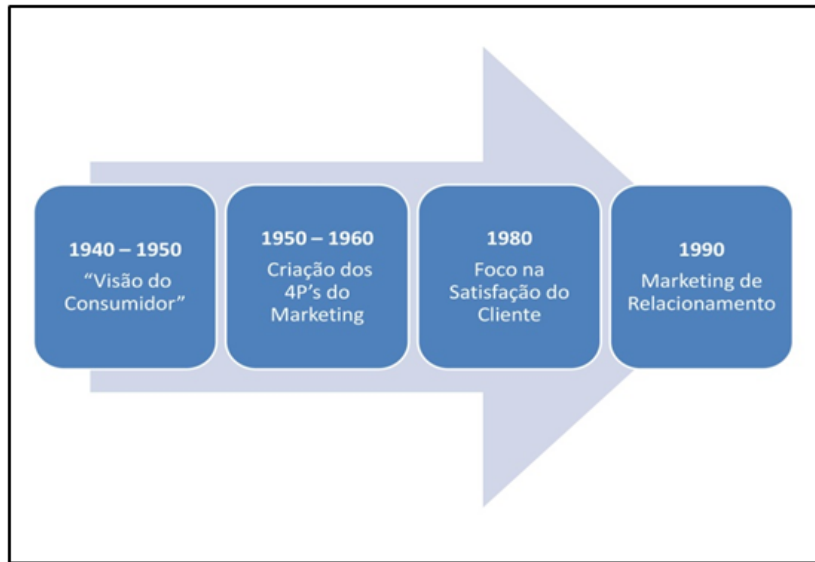 1940 – 1950
“Visão do
Consumidor”
1950 – 1960
Criação dos
4P’s do
Marketing
1980
Foco na
Satisfação do
Cliente
1990
Marketing de
Relacionamento